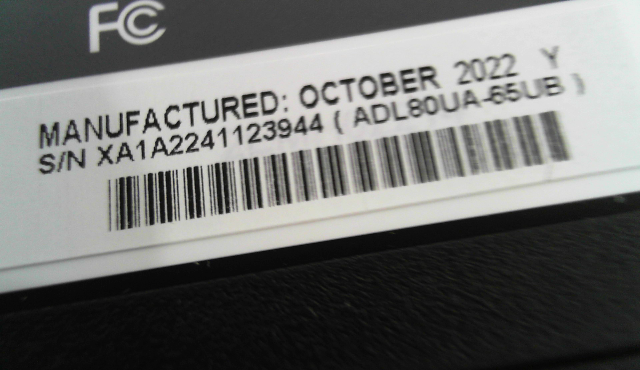 FC
MANUFACTURED: OCTOBER 2022 Y
S/N XA1A2241123944 ( ADL80UA-65UB )